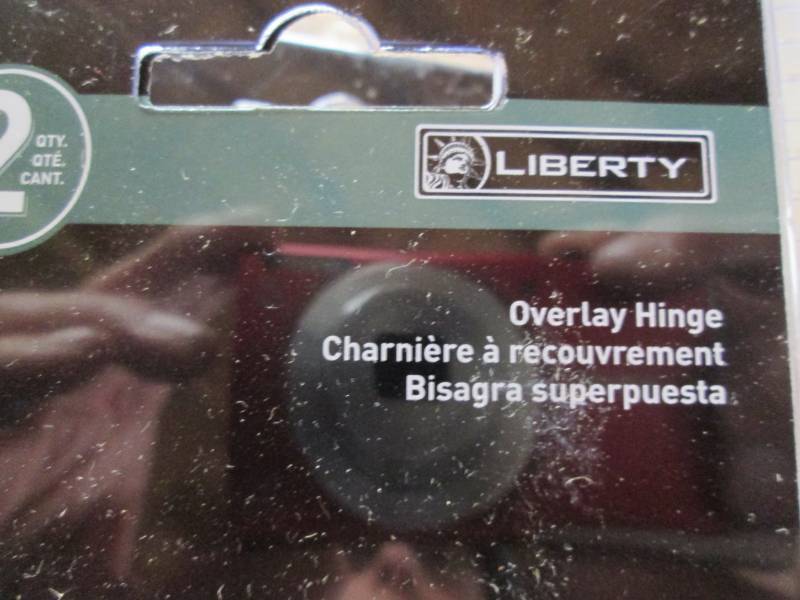 2
QTY.
QTÉ.
CANT.
LIBERTY
Overlay Hinge
Charnière à recouvrement
Bisagra superpuesta